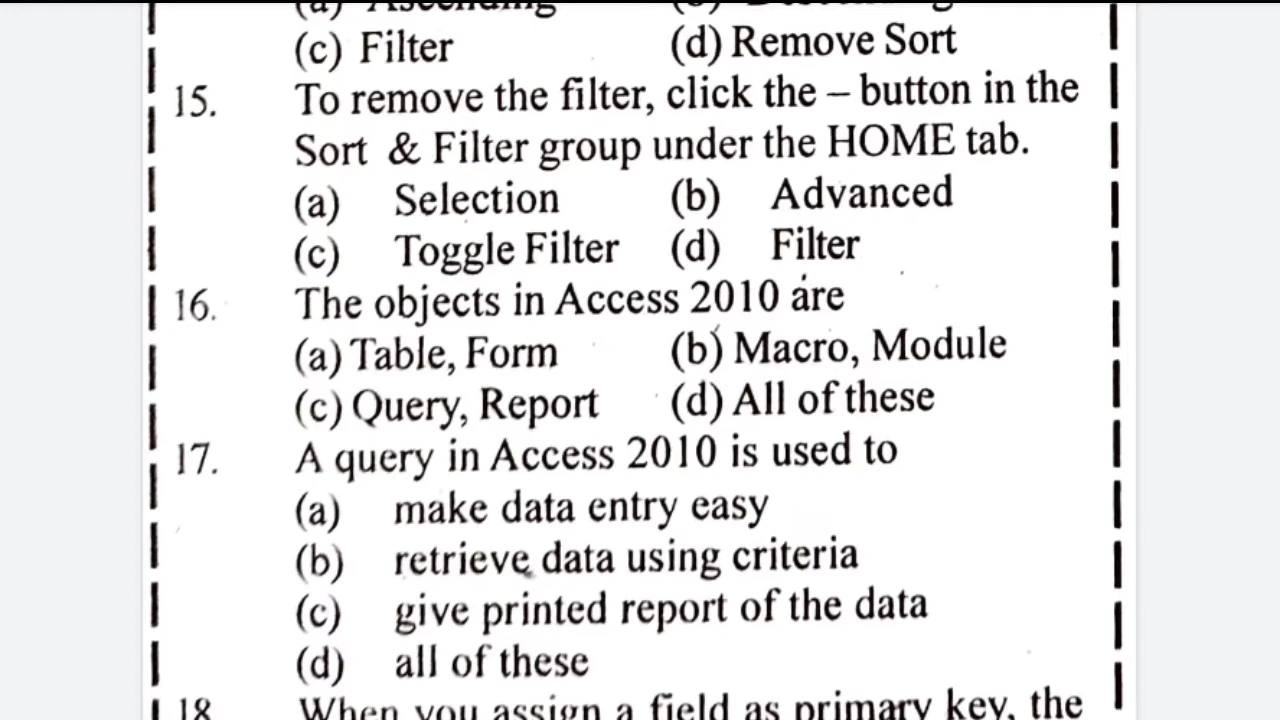 (c) Filter (d) Remove Sort
15. To remove the filter, click the – button in the
Sort & Filter group under the HOME tab.
(a) Selection (b) Advanced
(c) Toggle Filter (d) Filter
16. The objects in Access 2010 are
(a) Table, Form (b) Macro, Module
(c) Query, Report (d) All of these
17. A query in Access 2010 is used to
(a) make data entry easy
(b) retrieve data using criteria
(c) give printed report of the data
(d) all of these
18. When you assign a field as primary key, the